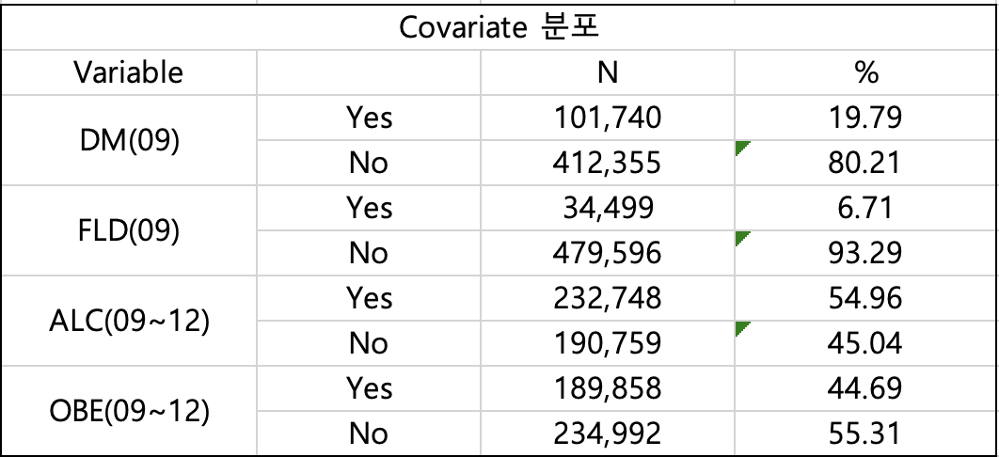 Covariate 분포
Variable N %
DM(09) Yes 101,740 19.79
No 412,355 80.21
FLD(09) Yes 34,499 6.71
No 479,596 93.29
ALC(09~12) Yes 232,748 54.96
No 190,759 45.04
OBE(09~12) Yes 189,858 44.69
No 234,992 55.31